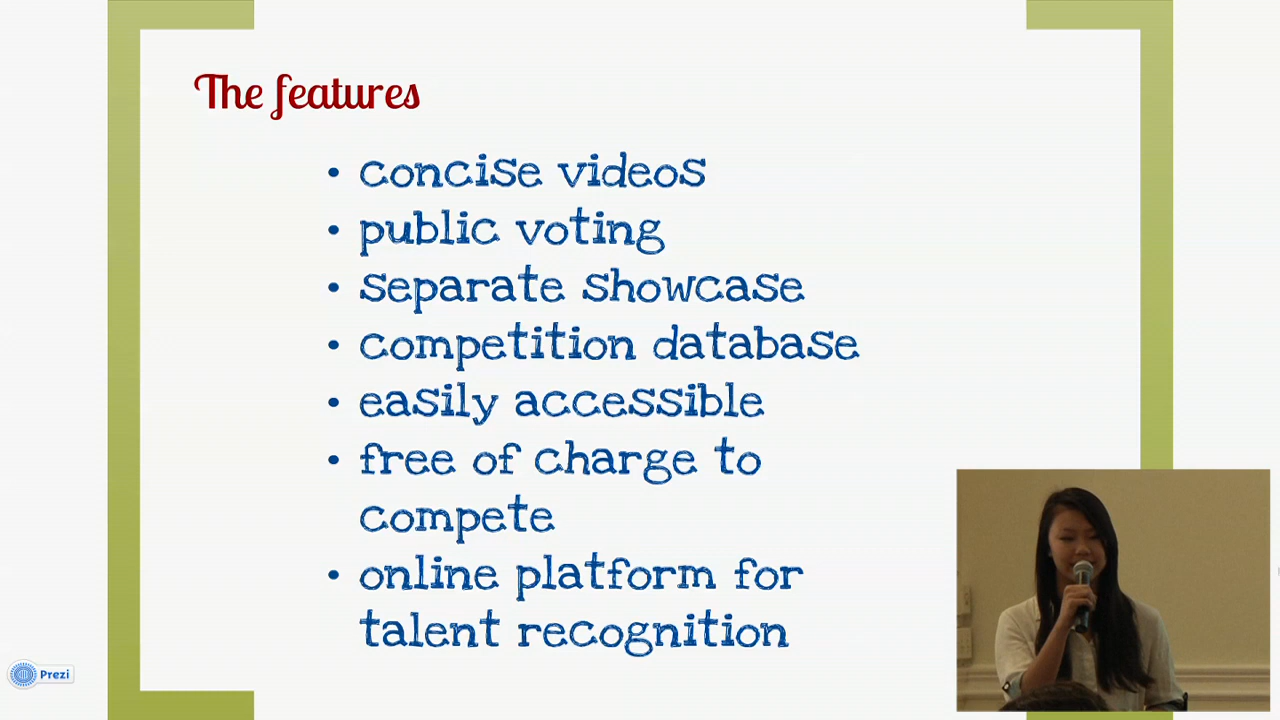 The features
• concise videos
• public voting
• separate showcase
• competition database
• easily accessible
• free of charge to
compete
• online platform for
talent recognition
Prezi